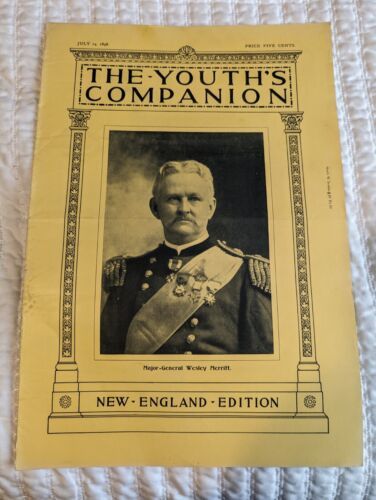 JULY 14, 1898
PRICE FIVE CENTS.
THE·YOUTH'S
COMPANION
Major-General Wesley Merritt.
NEW·ENGLAND·EDITION